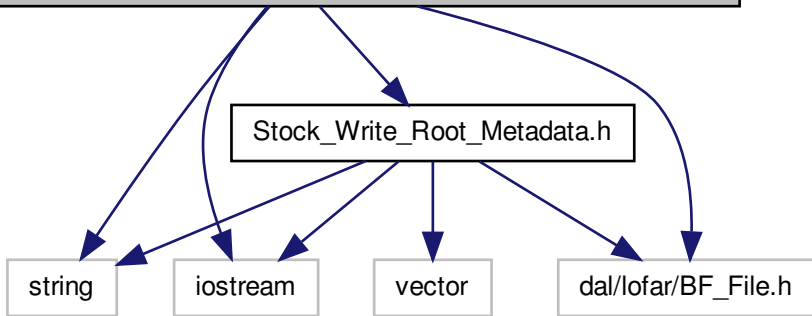 Stock_Write_Root_Metadata.h
string
iostream
vector
dal/lofar/BF_File.h